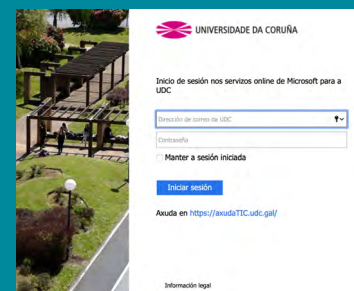 UNIVERSIDADE DA CORUÑA
Inicio de sesión nos servizos online de Microsoft para a
UDC
Dirección de correo da UDC
Contraseña
Manter a sesión iniciada
Iniciar sesión
Axuda en https://axudaTIC.udc.gal/
Información legal